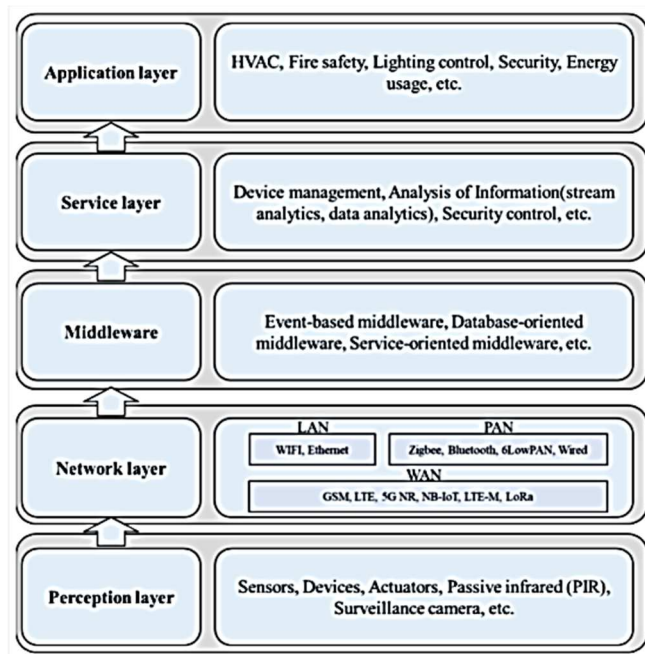 Application layer
HVAC, Fire safety, Lighting control, Security, Energy
usage, etc.
Service layer
Device management, Analysis of Information(stream
analytics, data analytics), Security control, etc.
Middleware
Event-based middleware, Database-oriented
middleware, Service-oriented middleware, etc.
Network layer
LAN
WIFI, Ethernet
PAN
Zigbee, Bluetooth, 6LowPAN, Wired
WAN
GSM, LTE, 5G NR, NB-IoT, LTE-M, LoRa
Perception layer
Sensors, Devices, Actuators, Passive infrared (PIR),
Surveillance camera, etc.